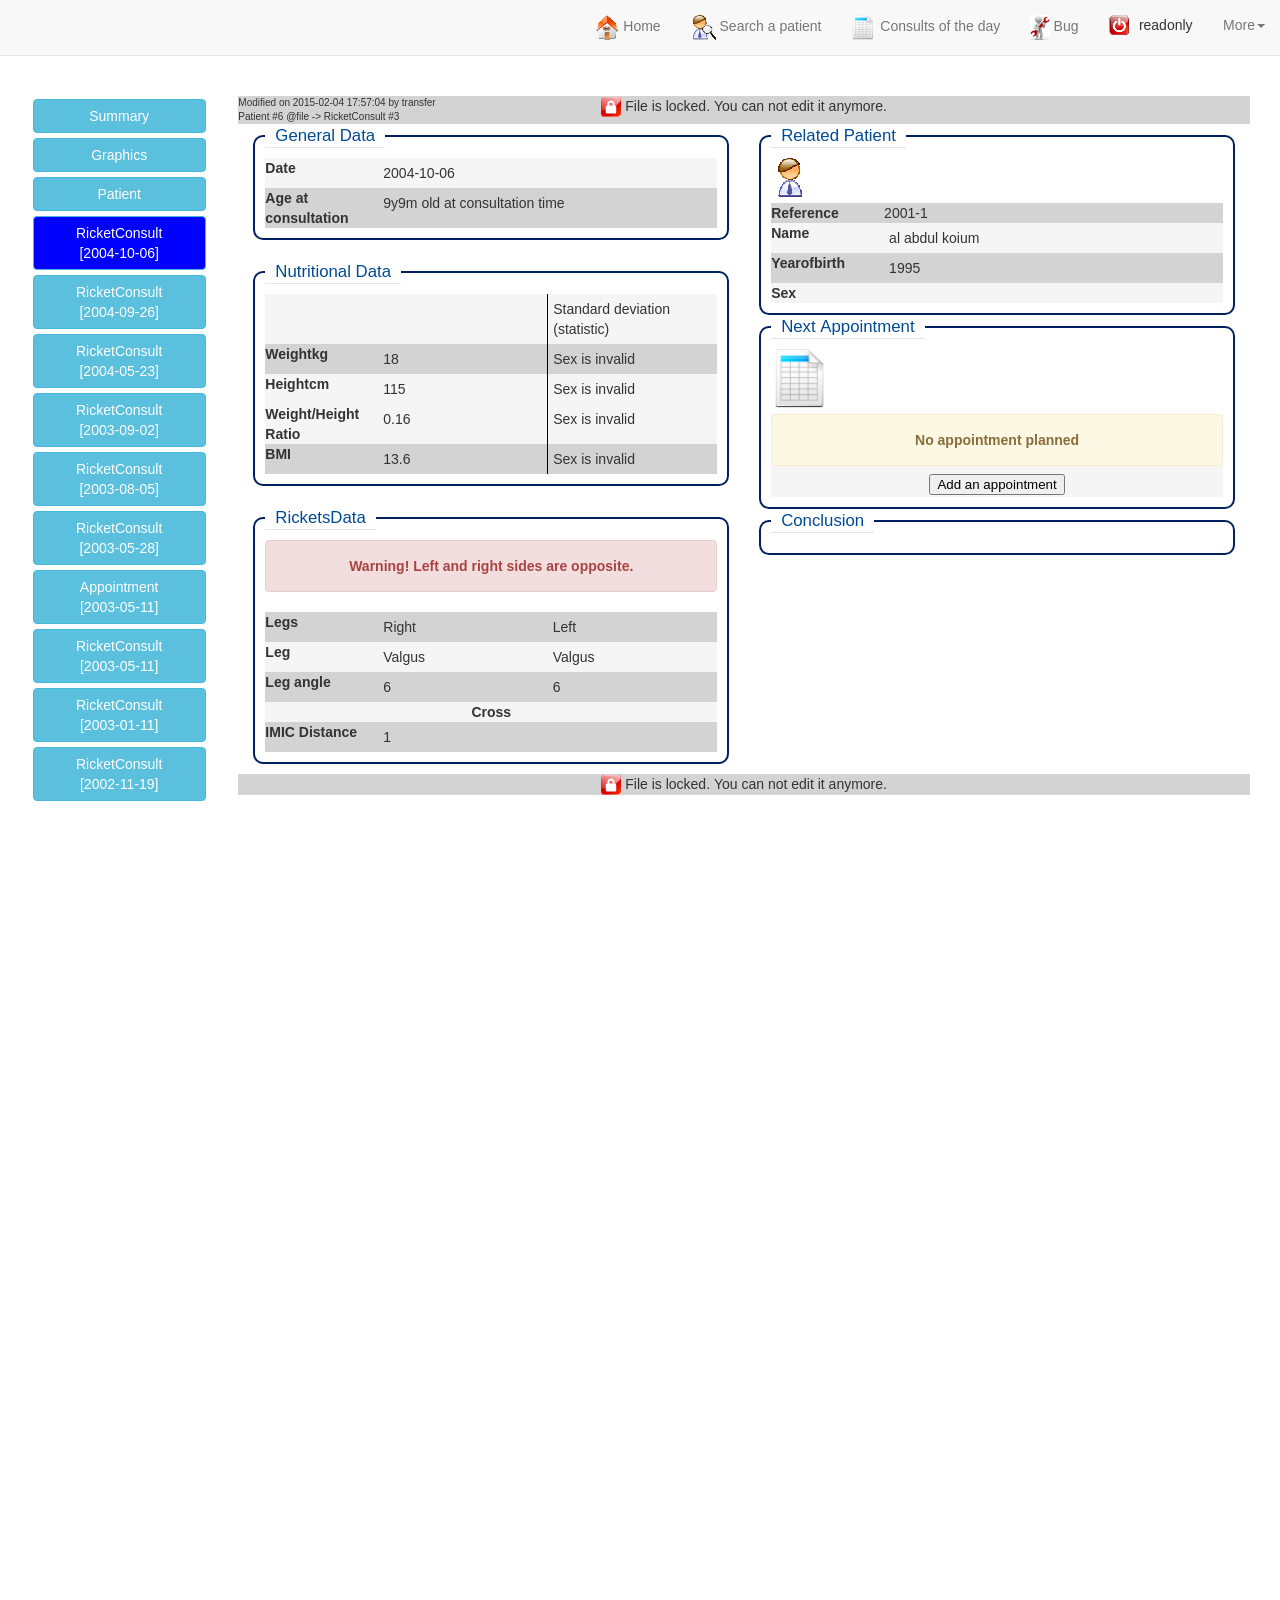 Home Search a patient Consults of the day Bug readonly More
Summary
Graphics
Patient
RicketConsult
[2004-10-06]
RicketConsult
[2004-09-26]
RicketConsult
[2004-05-23]
RicketConsult
[2003-09-02]
RicketConsult
[2003-08-05]
RicketConsult
[2003-05-28]
Appointment
[2003-05-11]
RicketConsult
[2003-05-11]
RicketConsult
[2003-01-11]
RicketConsult
[2002-11-19]
Modified on 2015-02-04 17:57:04 by transfer
Patient #6 @file -> RicketConsult #3
File is locked. You can not edit it anymore.
General Data
Date 2004-10-06
Age at
consultation
9y9m old at consultation time
Nutritional Data
Standard deviation
(statistic)
Weightkg 18 Sex is invalid
Heightcm 115 Sex is invalid
Weight/Height
Ratio
0.16 Sex is invalid
BMI 13.6 Sex is invalid
RicketsData
Warning! Left and right sides are opposite.
Legs Right Left
Leg Valgus Valgus
Leg angle 6 6
Cross
IMIC Distance 1
Related Patient
Reference 2001-1
Name al abdul koium
Yearofbirth 1995
Sex
Next Appointment
No appointment planned
Add an appointment
Conclusion
File is locked. You can not edit it anymore.